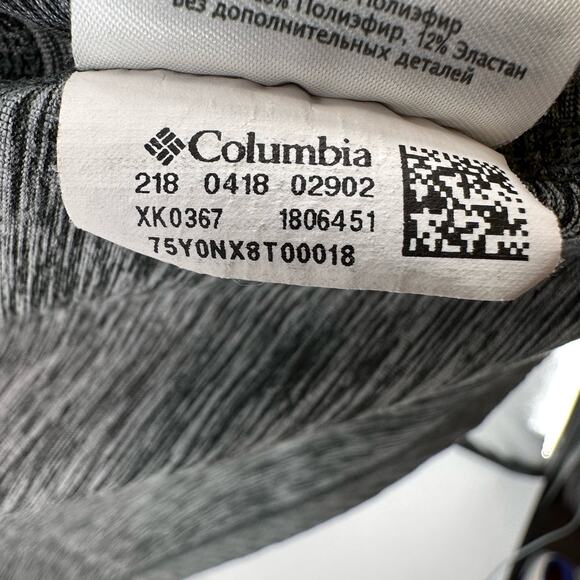 Полиэфир
Полиэфир, 12% Эластан
без дополнительных
деталей
Columbia
218 0418 02902
XK0367 1806451
75Y0NX8T00018